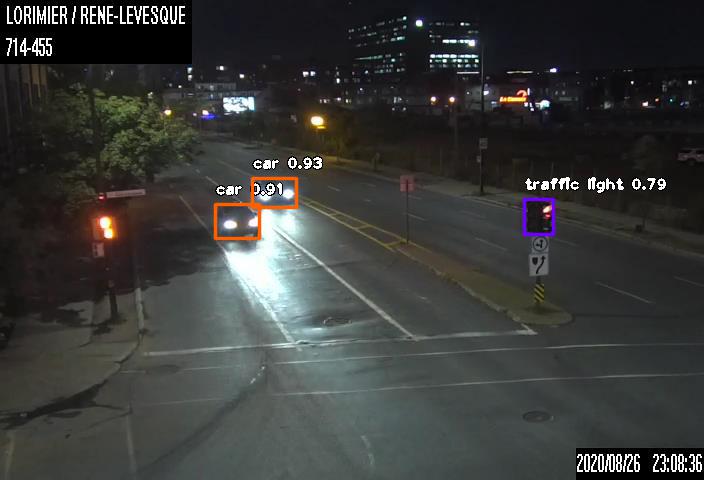 LORIMIER / RENE-LEVESQUE
714-455
car 0.93
car 0.91
traffic light 0.79
2020/08/26 23:08:36